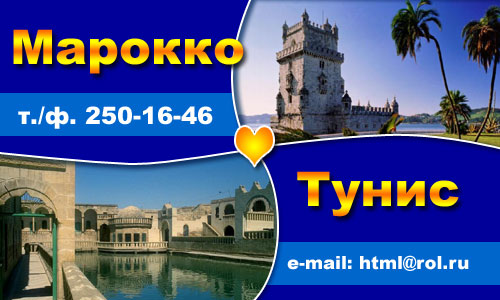 Марокко
т./ф. 250-16-46
Тунис
e-mail: html@rol.ru